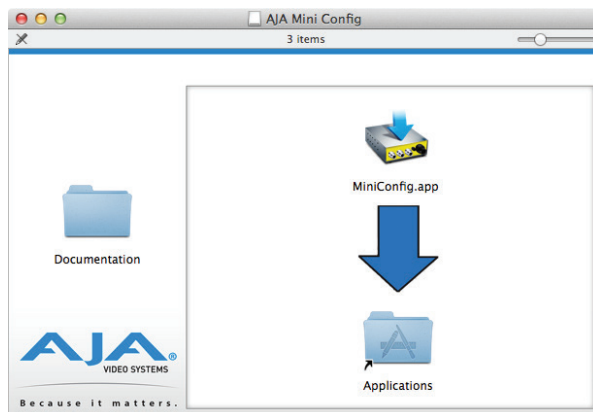 AJA Mini Config
3 items
MiniConfig.app
Documentation
Applications
AJA®
VIDEO SYSTEMS
Because it matters.